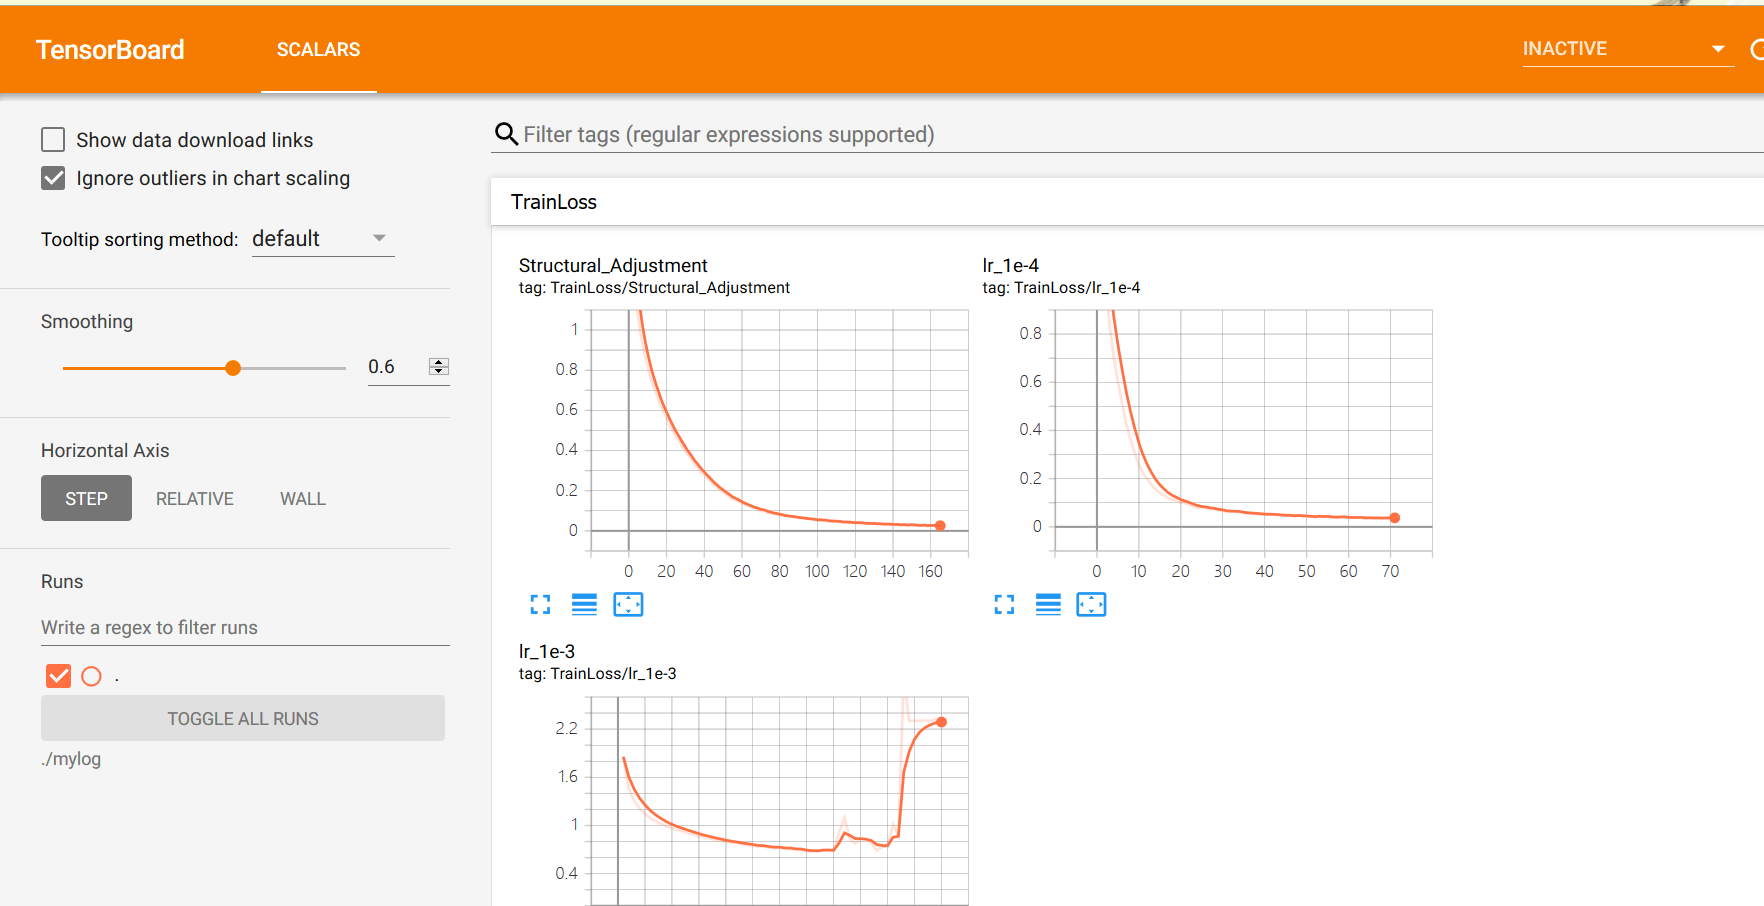 TensorBoard
SCALARS
INACTIVE
Show data download links
Ignore outliers in chart scaling
Tooltip sorting method: default
Smoothing
0.6
Horizontal Axis
STEP RELATIVE WALL
Runs
Write a regex to filter runs
.
TOGGLE ALL RUNS
./mylog
Filter tags (regular expressions supported)
TrainLoss
Structural_Adjustment
tag: TrainLoss/Structural_Adjustment
1
0.8
0.6
0.4
0.2
0
0 20 40 60 80 100 120 140 160
lr_1e-4
tag: TrainLoss/lr_1e-4
0.8
0.6
0.4
0.2
0
0 10 20 30 40 50 60 70
lr_1e-3
tag: TrainLoss/lr_1e-3
2.2
1.6
1
0.4